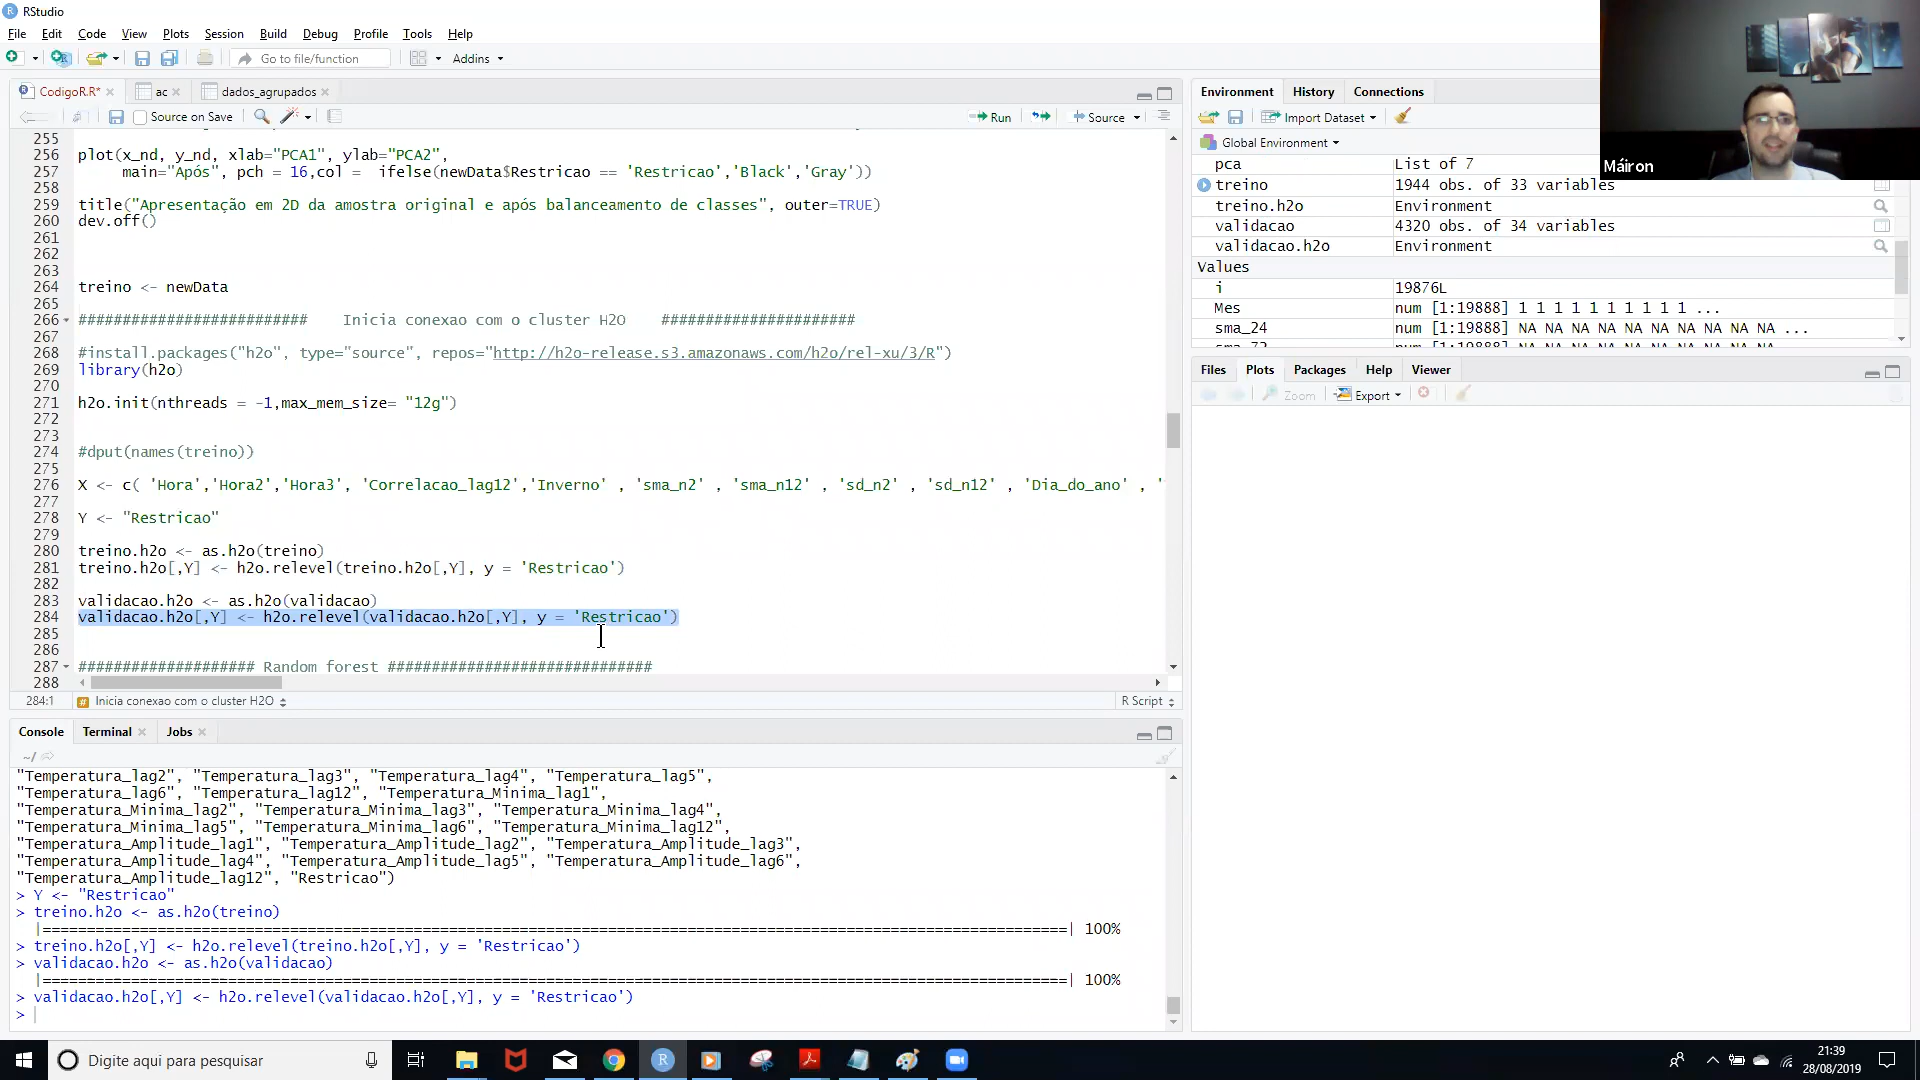 RStudio
File Edit Code View Plots Session Build Debug Profile Tools Help
Go to file/function Addins
CodigoR.R* ac dados_agrupados
Source on Save Run Source
255
256 plot(x_nd, y_nd, xlab="PCA1", ylab="PCA2",
257 main="Após", pch = 16,col = ifelse(newData$Restricao == 'Restricao','Black','Gray'))
258
259 title("Apresentação em 2D da amostra original e após balanceamento de classes", outer=TRUE)
260 dev.off()
261
262
263
264 treino <- newData
265
266 ########################## Inicia conexao com o cluster H2O ######################
267
268 #install.packages("h2o", type="source", repos="http://h2o-release.s3.amazonaws.com/h2o/rel-xu/3/R")
269 library(h2o)
270
271 h2o.init(nthreads = -1,max_mem_size= "12g")
272
273
274 #dput(names(treino))
275
276 X <- c( 'Hora','Hora2','Hora3', 'Correlacao_lag12','Inverno' , 'sma_n2' , 'sma_n12' , 'sd_n2' , 'sd_n12' , 'Dia_do_ano' , '
277
278 Y <- "Restricao"
279
280 treino.h2o <- as.h2o(treino)
281 treino.h2o[,Y] <- h2o.relevel(treino.h2o[,Y], y = 'Restricao')
282
283 validacao.h2o <- as.h2o(validacao)
284 validacao.h2o[,Y] <- h2o.relevel(validacao.h2o[,Y], y = 'Restricao')
285
286
287 #################### Random forest ##############################
288
284:1 Inicia conexao com o cluster H2O R Script
Console Terminal Jobs
~/
"Temperatura_lag2", "Temperatura_lag3", "Temperatura_lag4", "Temperatura_lag5",
"Temperatura_lag6", "Temperatura_lag12", "Temperatura_Minima_lag1",
"Temperatura_Minima_lag2", "Temperatura_Minima_lag3", "Temperatura_Minima_lag4",
"Temperatura_Minima_lag5", "Temperatura_Minima_lag6", "Temperatura_Minima_lag12",
"Temperatura_Amplitude_lag1", "Temperatura_Amplitude_lag2", "Temperatura_Amplitude_lag3",
"Temperatura_Amplitude_lag4", "Temperatura_Amplitude_lag5", "Temperatura_Amplitude_lag6",
"Temperatura_Amplitude_lag12", "Restricao")
> Y <- "Restricao"
> treino.h2o <- as.h2o(treino)
|====================================================================================================================| 100%
> treino.h2o[,Y] <- h2o.relevel(treino.h2o[,Y], y = 'Restricao')
> validacao.h2o <- as.h2o(validacao)
|====================================================================================================================| 100%
> validacao.h2o[,Y] <- h2o.relevel(validacao.h2o[,Y], y = 'Restricao')
>
Environment History Connections
Import Dataset
Global Environment
pca List of 7
treino 1944 obs. of 33 variables
treino.h2o Environment
validacao 4320 obs. of 34 variables
validacao.h2o Environment
Values
i 19876L
Mes num [1:19888] 1 1 1 1 1 1 1 1 1 1 ...
sma_24 num [1:19888] NA NA NA NA NA NA NA NA NA NA ...
Files Plots Packages Help Viewer
Zoom Export
Máiron
Digite aqui para pesquisar
21:39
28/08/2019